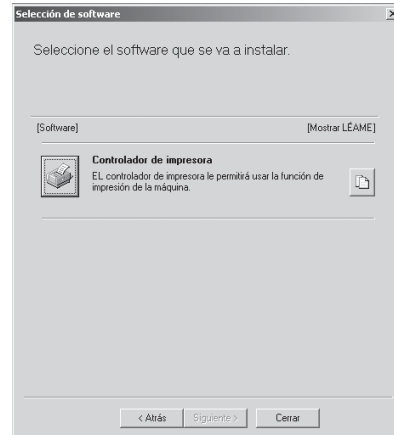 Selección de software
Seleccione el software que se va a instalar.
[Software] [Mostrar LÉAME]
Controlador de impresora
EL controlador de impresora le permitirá usar la función de
impresión de la máquina.
< Atrás Siguiente > Cerrar